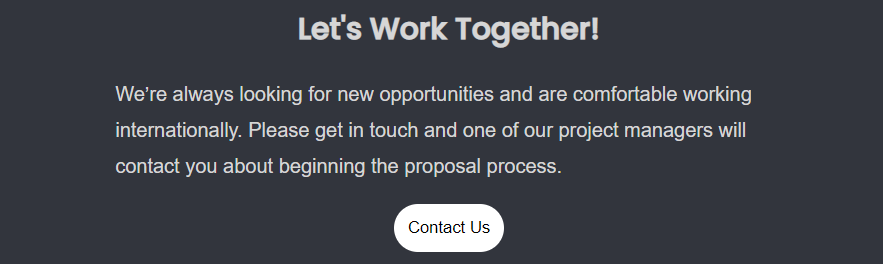 Let's Work Together!
We’re always looking for new opportunities and are comfortable working
internationally. Please get in touch and one of our project managers will
contact you about beginning the proposal process.
Contact Us